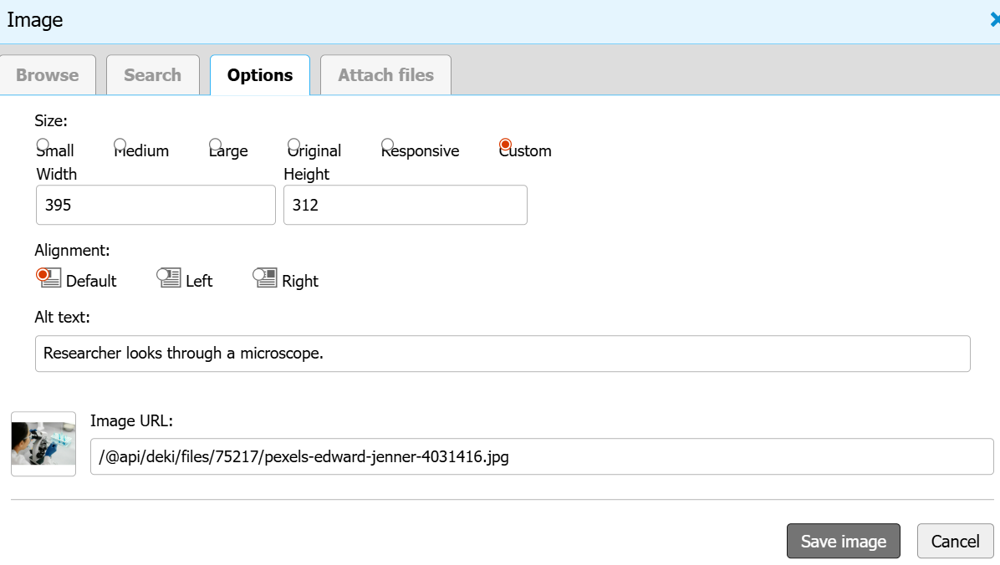 Image
Browse Search Options Attach files
Size:
Small Medium Large Original Responsive Custom
Width Height
395 312
Alignment:
Default Left Right
Alt text:
Researcher looks through a microscope.
Image URL:
/@api/deki/files/75217/pexels-edward-jenner-4031416.jpg
Save image Cancel